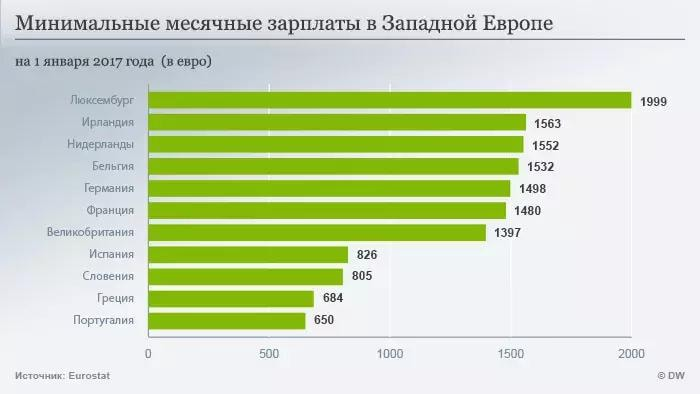 Минимальные месячные зарплаты в Западной Европе
на 1 января 2017 года (в евро)
Люксембург 1999
Ирландия 1563
Нидерланды 1552
Бельгия 1532
Германия 1498
Франция 1480
Великобритания 1397
Испания 826
Словения 805
Греция 684
Португалия 650
0 500 1000 1500 2000
Источник: Eurostat © DW